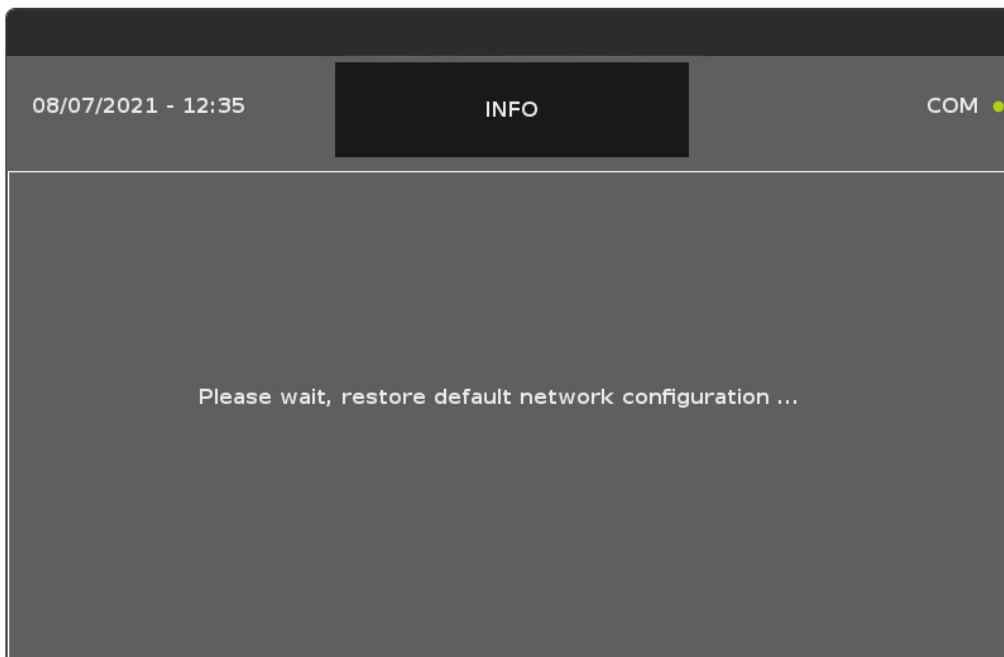 08/07/2021 - 12:35
INFO
COM
Please wait, restore default network configuration ...